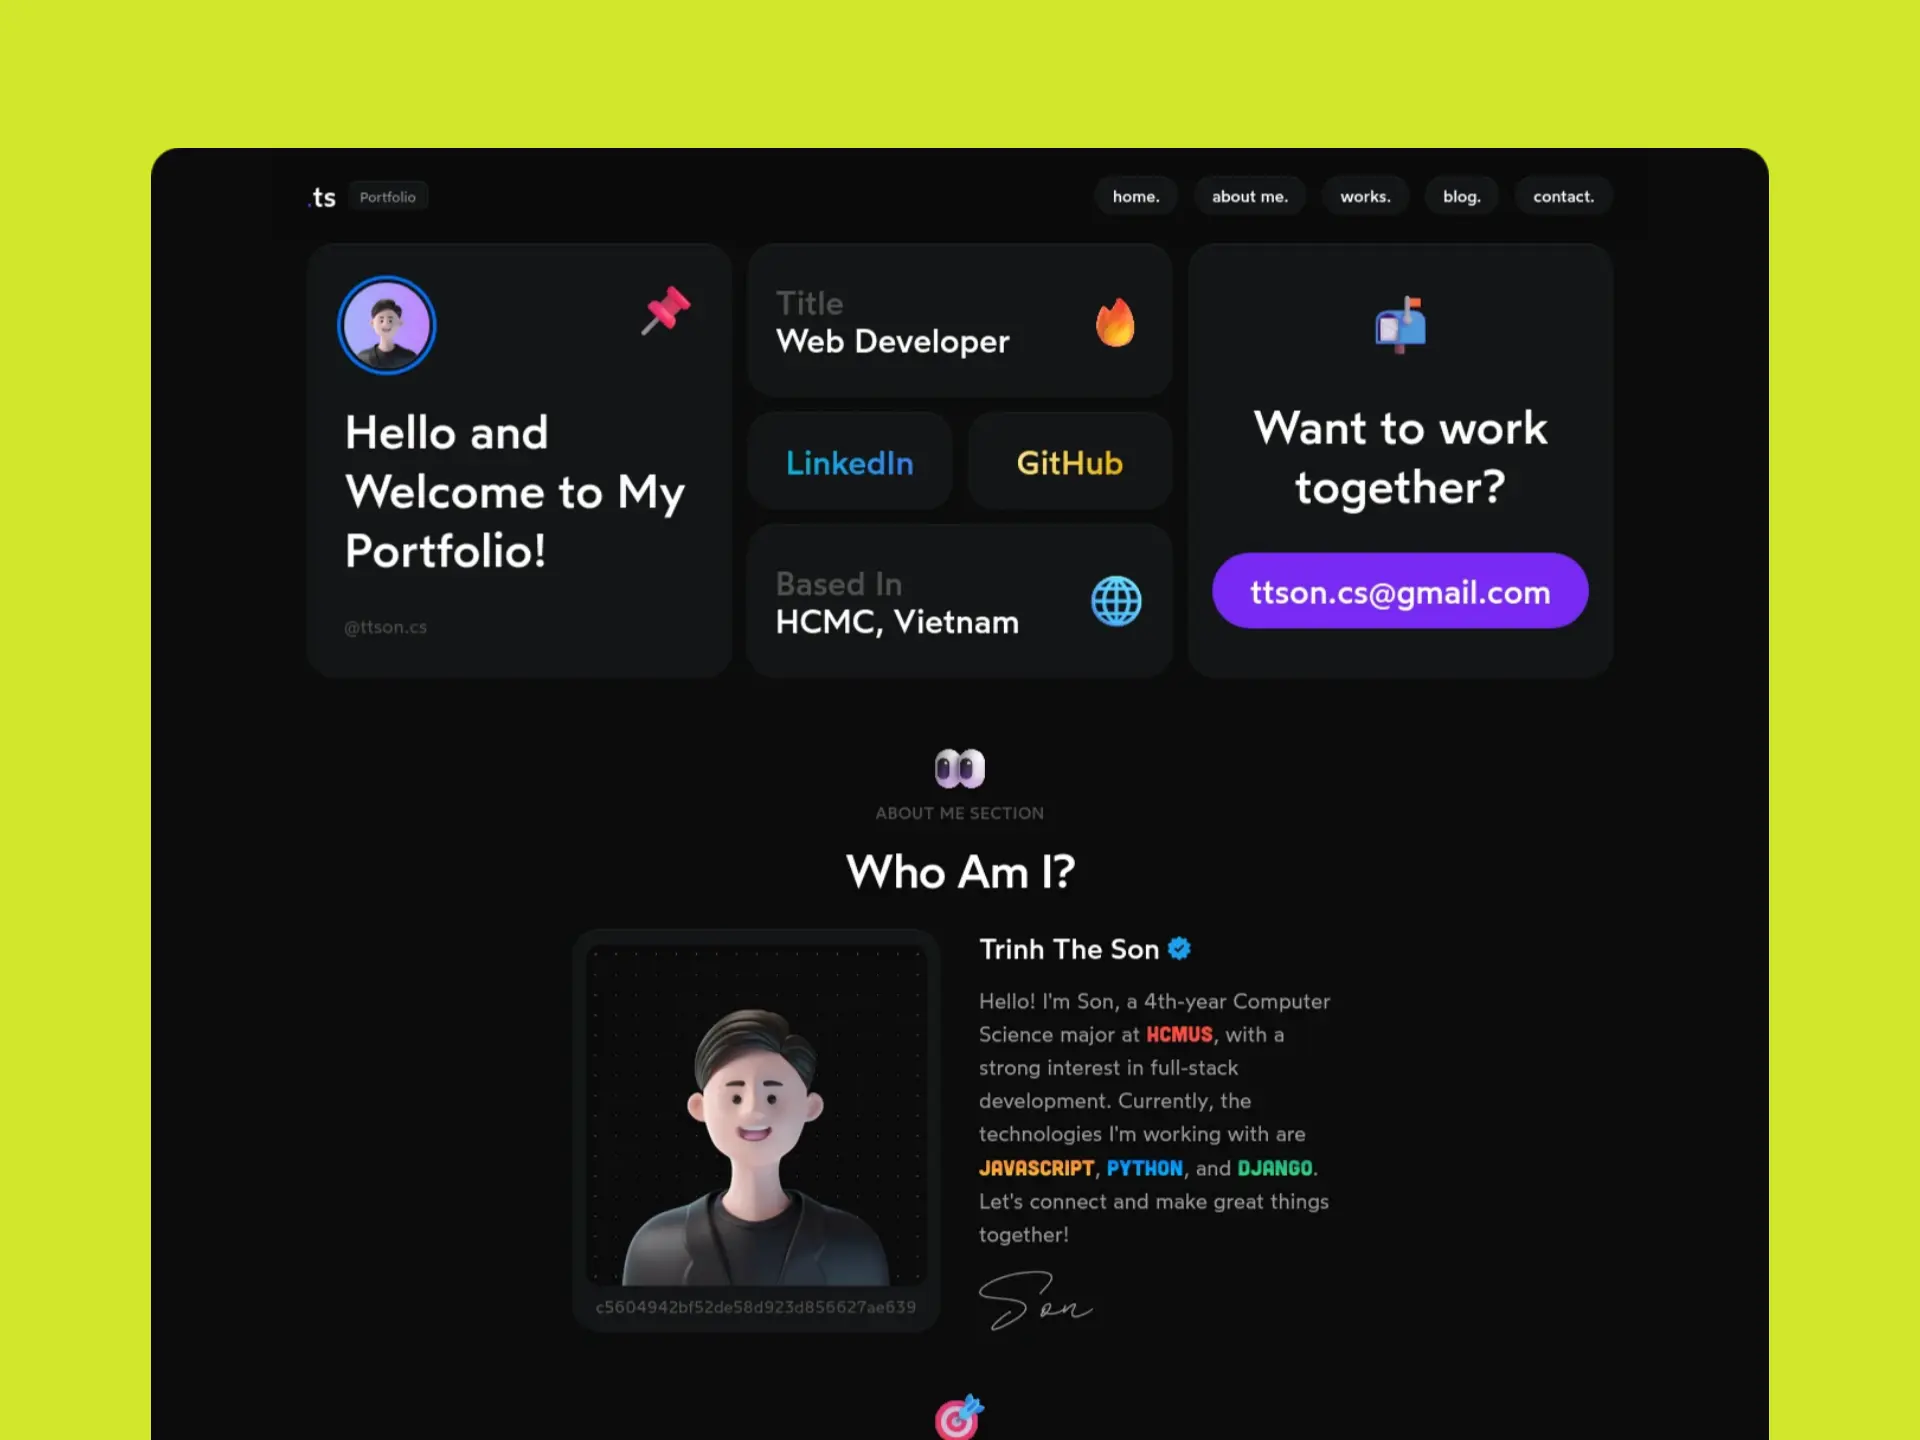 .ts
Portfolio
home.
about me.
works.
blog.
contact.
Hello and
Welcome to My
Portfolio!
@ttson.cs
Title
Web Developer
LinkedIn
GitHub
Based In
HCMC, Vietnam
Want to work
together?
ttson.cs@gmail.com
ABOUT ME SECTION
Who Am I?
c5604942bf52de58d923d856627ae639
Trinh The Son
Hello! I'm Son, a 4th-year Computer
Science major at HCMUS, with a
strong interest in full-stack
development. Currently, the
technologies I'm working with are
JAVASCRIPT, PYTHON, and DJANGO.
Let's connect and make great things
together!
Son